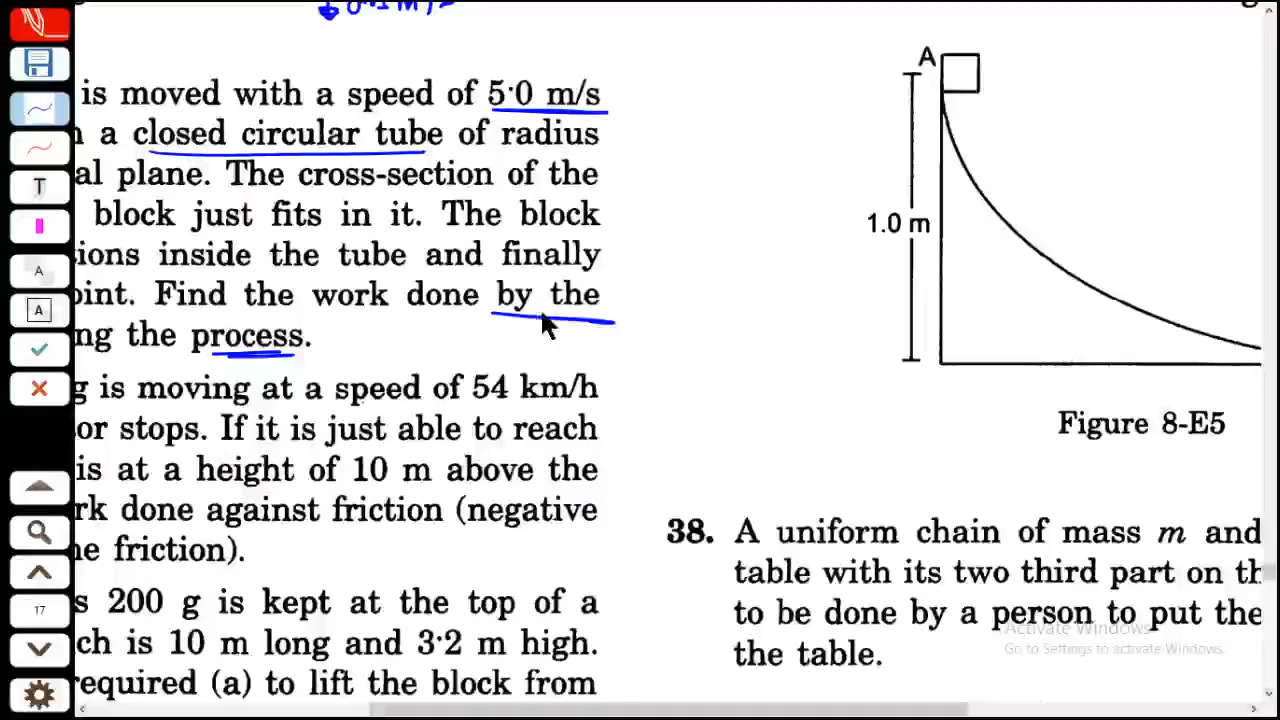 is moved with a speed of 5·0 m/s
a closed circular tube of radius
al plane. The cross-section of the
block just fits in it. The block
ions inside the tube and finally
oint. Find the work done by the
ng the process.
g is moving at a speed of 54 km/h
or stops. If it is just able to reach
is at a height of 10 m above the
rk done against friction (negative
he friction).
s 200 g is kept at the top of a
ch is 10 m long and 3·2 m high.
required (a) to lift the block from
A
1.0 m
Figure 8-E5
38. A uniform chain of mass m and
table with its two third part on th
to be done by a person to put the
the table.
Activate Windows
Go to Settings to activate Windows.
T
A
A
17